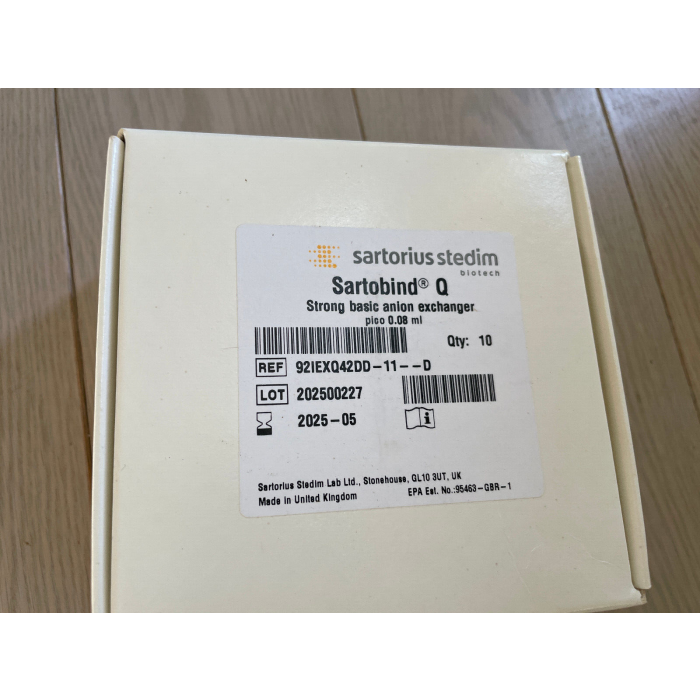 sartorius stedim
biotech
Sartobind® Q
Strong basic anion exchanger
pico 0.08 ml
Qty: 10
REF 92IEXQ42DD-11--D
LOT 202500227
2025-05
Sartorius Stedim Lab Ltd., Stonehouse, GL10 3UT, UK
Made in United Kingdom
EPA Est. No.:95463-GBR-1